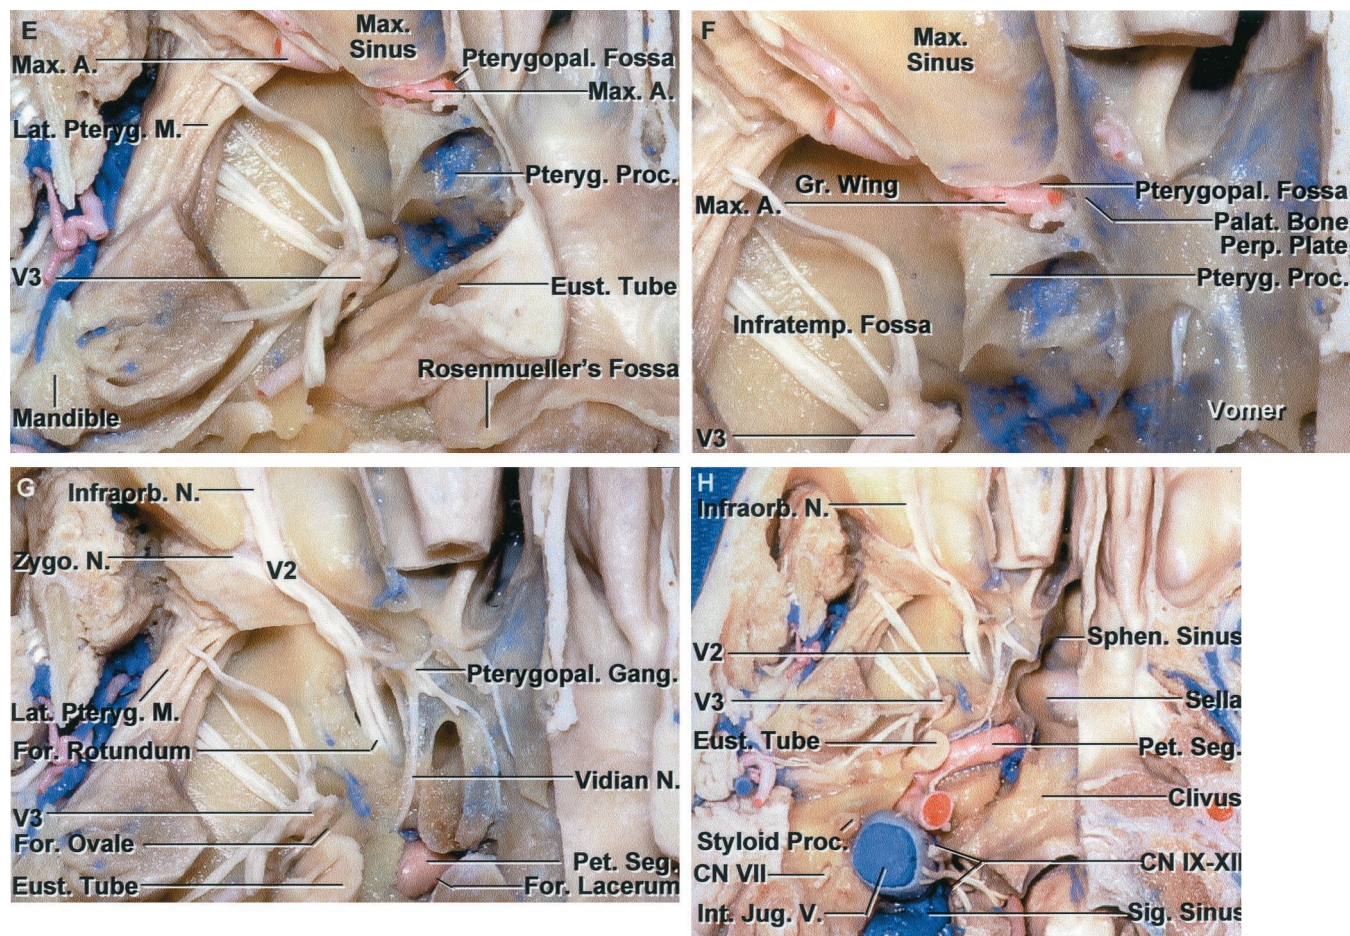 E
Max. A.
Max.
Sinus
Pterygopal. Fossa
Max. A.
Lat. Pteryg. M.
Pteryg. Proc.
V3
Eust. Tube
Rosenmueller's Fossa
Mandible
F
Max.
Sinus
Gr. Wing
Max. A.
Pterygopal. Fossa
Palat. Bone
Perp. Plate
Pteryg. Proc.
Infratemp. Fossa
Vomer
V3
G
Infraorb. N.
Zygo. N.
V2
Pterygopal. Gang.
Lat. Pteryg. M.
For. Rotundum
Vidian N.
V3
For. Ovale
Pet. Seg.
Eust. Tube
For. Lacerum
H
Infraorb. N.
Sphen. Sinus
V2
V3
Sella
Eust. Tube
Pet. Seg.
Clivus
Styloid Proc.
CN IX-XII
CN VII
Int. Jug. V.
Sig. Sinus